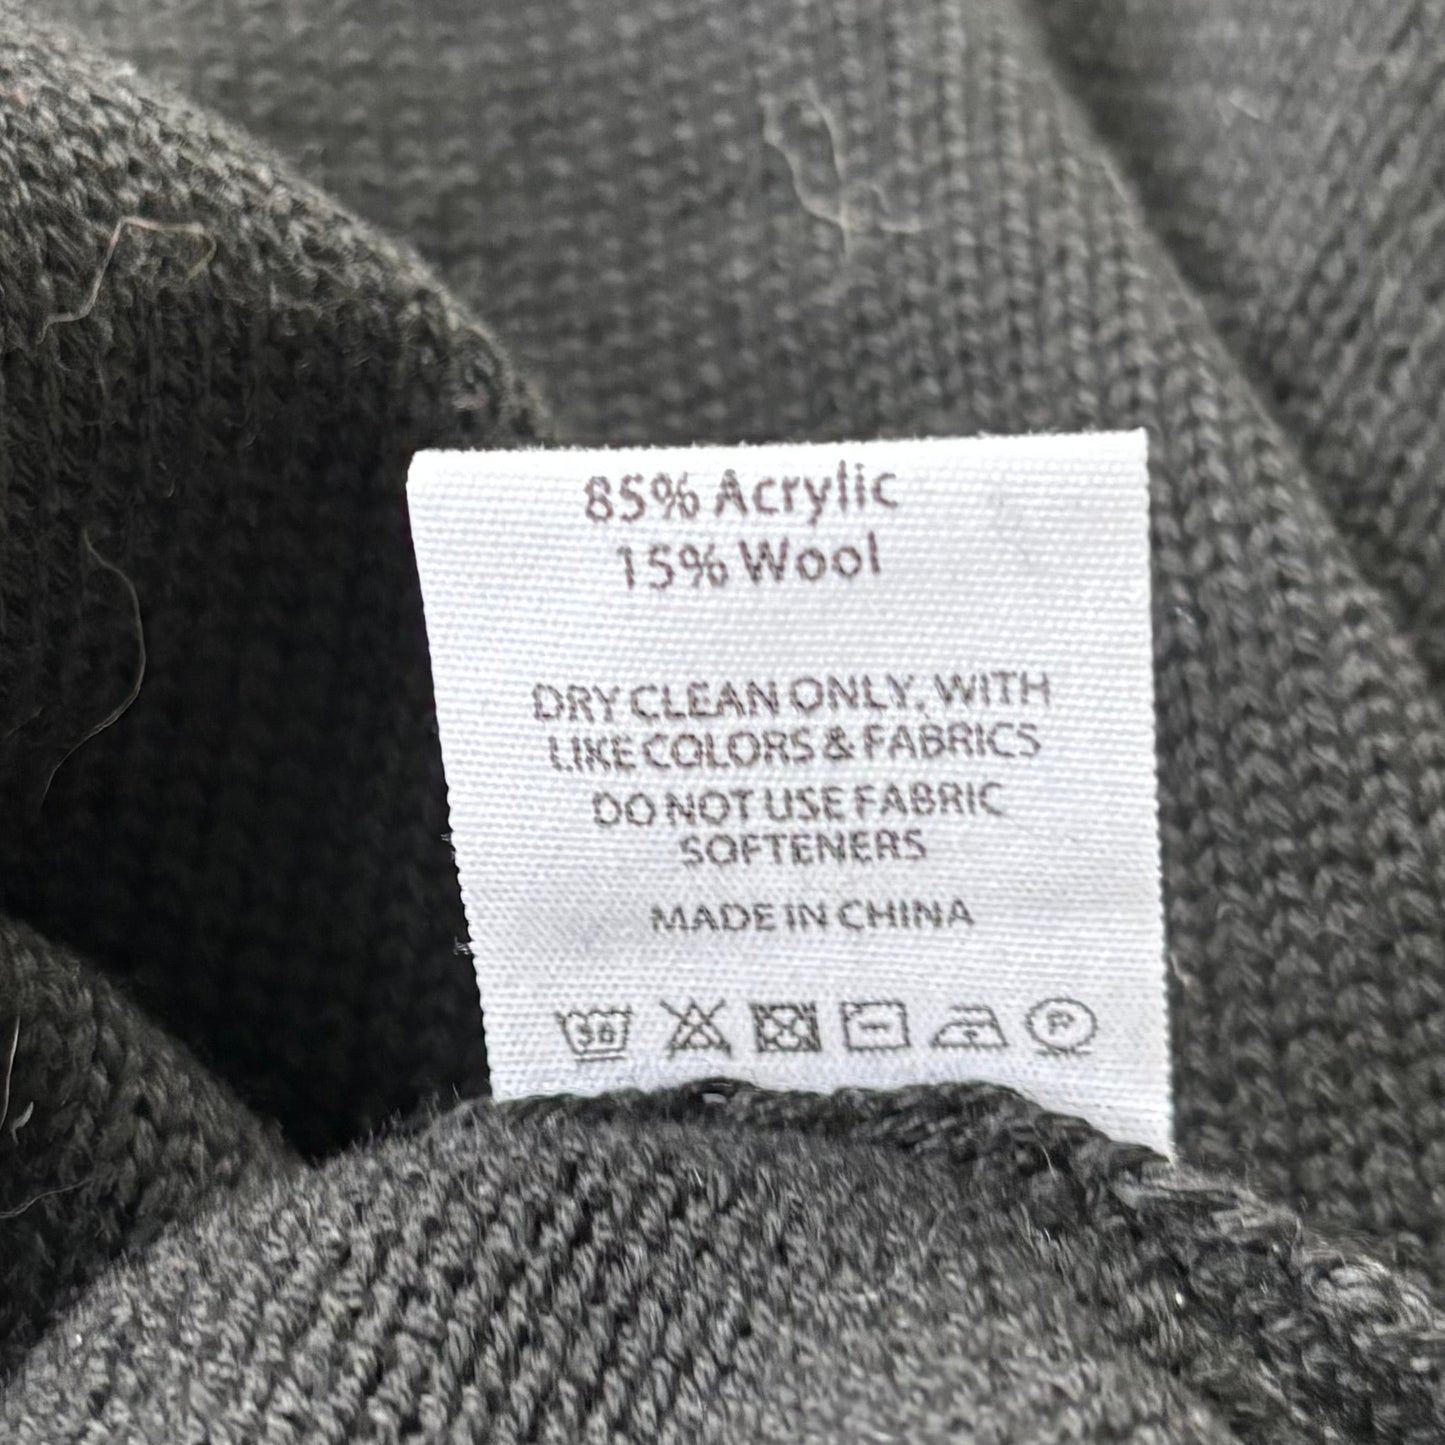 85% Acrylic
15% Wool
DRY CLEAN ONLY, WITH
LIKE COLORS & FABRICS
DO NOT USE FABRIC
SOFTENERS
MADE IN CHINA
30 P